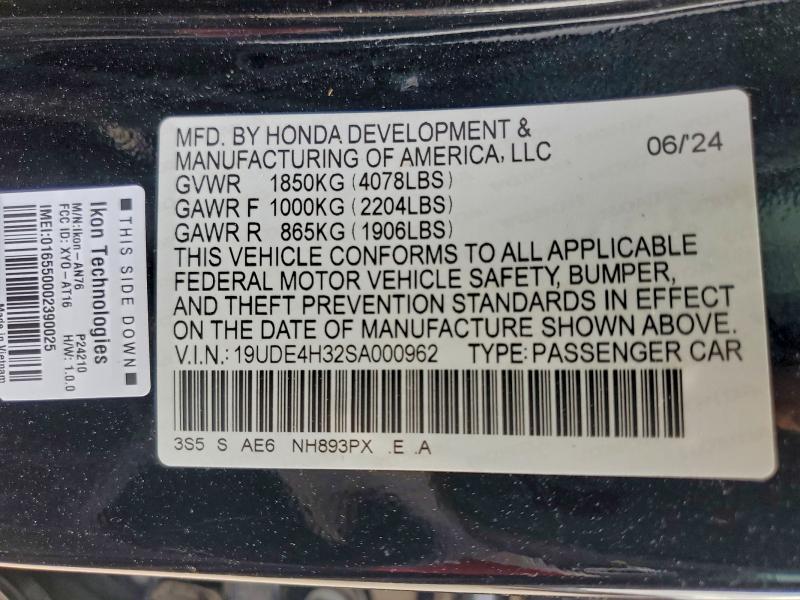 MFD. BY HONDA DEVELOPMENT &
MANUFACTURING OF AMERICA, LLC
06/'24
GVWR 1850KG (4078LBS)
GAWR F 1000KG (2204LBS)
GAWR R 865KG (1906LBS)
THIS VEHICLE CONFORMS TO ALL APPLICABLE
FEDERAL MOTOR VEHICLE SAFETY, BUMPER,
AND THEFT PREVENTION STANDARDS IN EFFECT
ON THE DATE OF MANUFACTURE SHOWN ABOVE.
V.I.N.: 19UDE4H32SA000962 TYPE: PASSENGER CAR
3S5 S AE6 NH893PX .E .A
THIS SIDE DOWN
Ikon Technologies
M/N:Ikon-AN76 P24210
FCC ID: XYO-AT16 H/W: 1.0.0
IMEI:016550002390025
Made in Vietnam